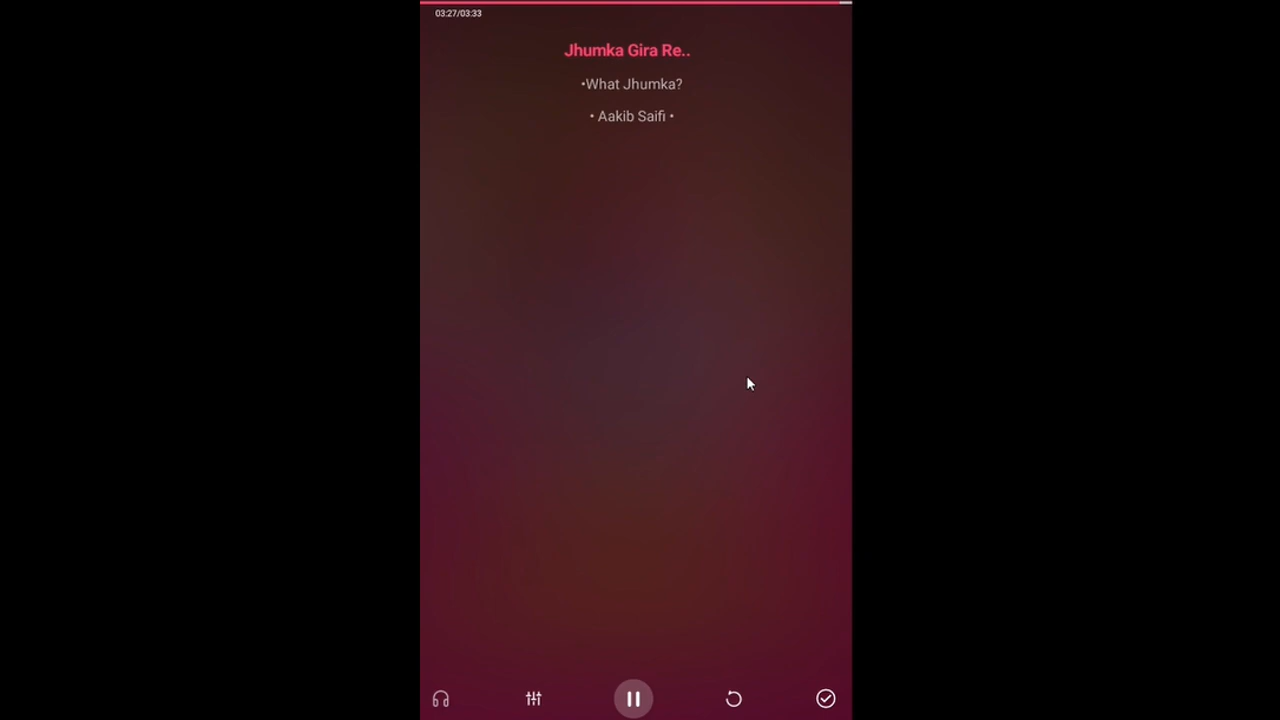 03:27/03:33
Jhumka Gira Re..
•What Jhumka?
• Aakib Saifi •